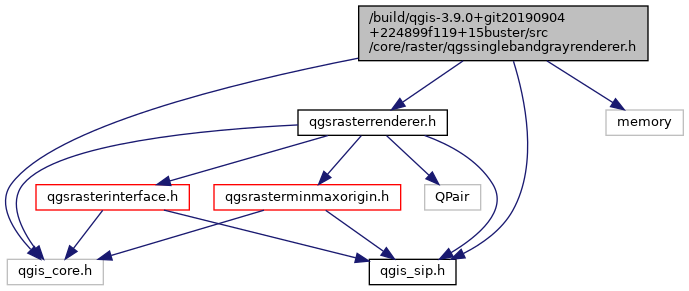 /build/qgis-3.9.0+git20190904
+224899f119+15buster/src
/core/raster/qgssinglebandgrayrenderer.h
qgsrasterrenderer.h
memory
qgsrasterinterface.h
qgsrasterminmaxorigin.h
QPair
qgis_core.h
qgis_sip.h